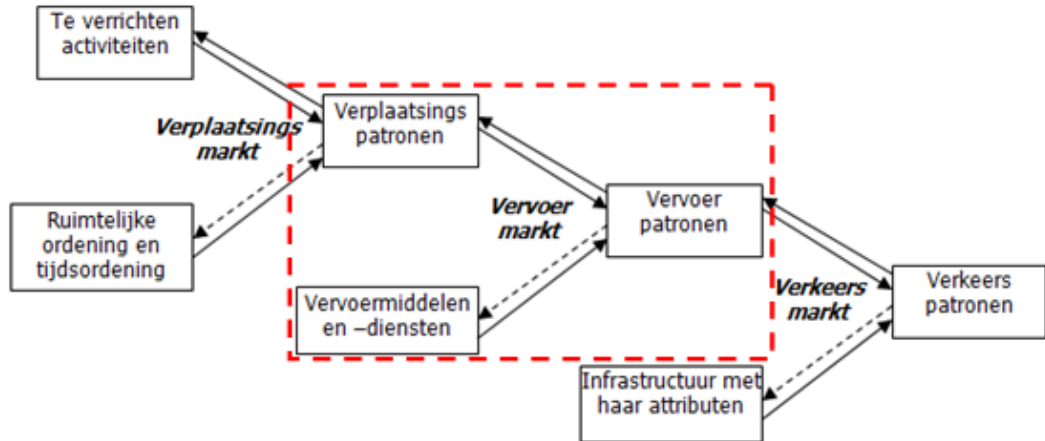 Te verrichten
activiteiten
Verplaatsings
patronen
Verplaatsings
markt
Ruimtelijke
ordening en
tijdsordening
Vervoer
patronen
Vervoer
markt
Vervoermiddelen
en –diensten
Verkeers
patronen
Verkeers
markt
Infrastructuur met
haar attributen